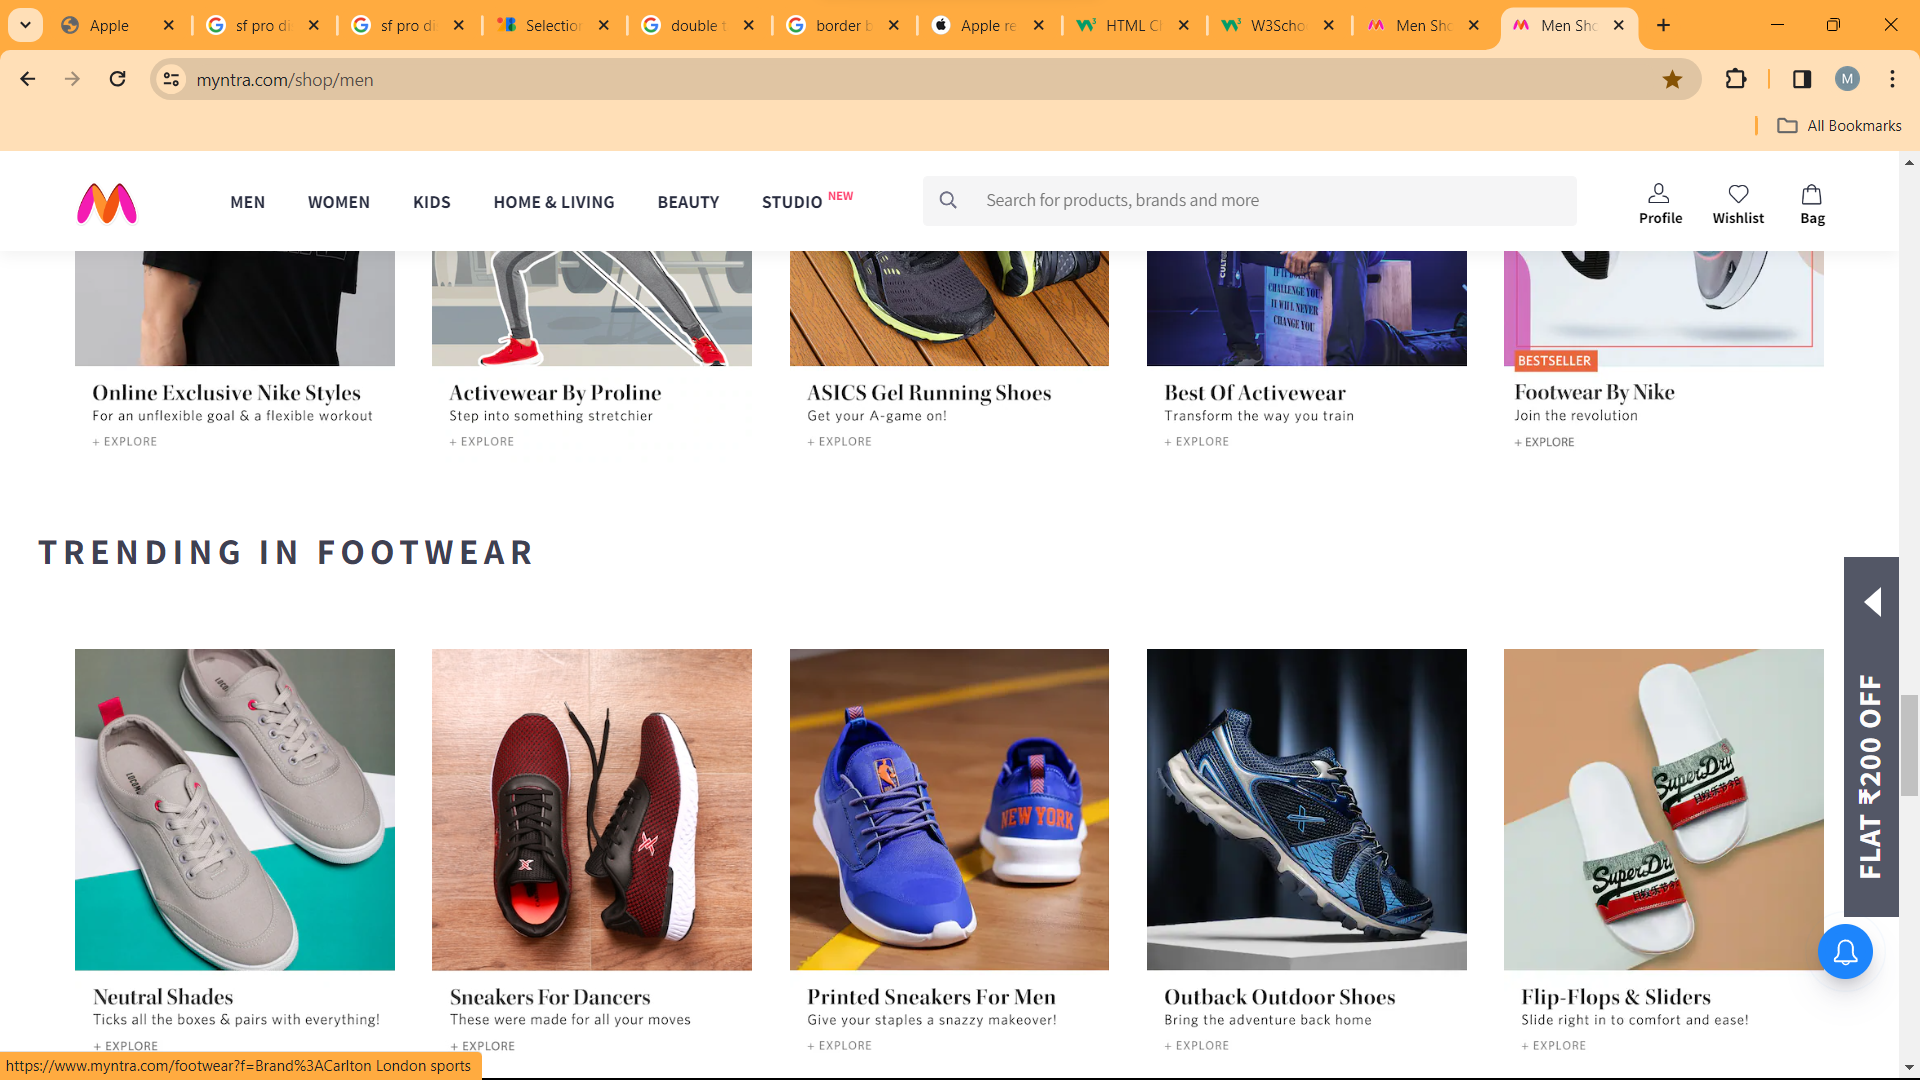 Apple
sf pro di
sf pro di
Selection
double t
border b
Apple re
HTML Cl
W3Scho
Men Sho
Men Sho
myntra.com/shop/men
M
All Bookmarks
MEN
WOMEN
KIDS
HOME & LIVING
BEAUTY
STUDIO NEW
Search for products, brands and more
Profile
Wishlist
Bag
CULT
CHALLENGE YOU,
IT WILL NEVER
CHANGE YOU
BESTSELLER
Online Exclusive Nike Styles
For an unflexible goal & a flexible workout
+ EXPLORE
Activewear By Proline
Step into something stretchier
+ EXPLORE
ASICS Gel Running Shoes
Get your A-game on!
+ EXPLORE
Best Of Activewear
Transform the way you train
+ EXPLORE
Footwear By Nike
Join the revolution
+ EXPLORE
TRENDING IN FOOTWEAR
FLAT ₹200 OFF
NEW YORK
SuperDry
SuperDry
Neutral Shades
Ticks all the boxes & pairs with everything!
+ EXPLORE
Sneakers For Dancers
These were made for all your moves
+ EXPLORE
Printed Sneakers For Men
Give your staples a snazzy makeover!
+ EXPLORE
Outback Outdoor Shoes
Bring the adventure back home
+ EXPLORE
Flip-Flops & Sliders
Slide right in to comfort and ease!
+ EXPLORE
https://www.myntra.com/footwear?f=Brand%3ACarlton London sports